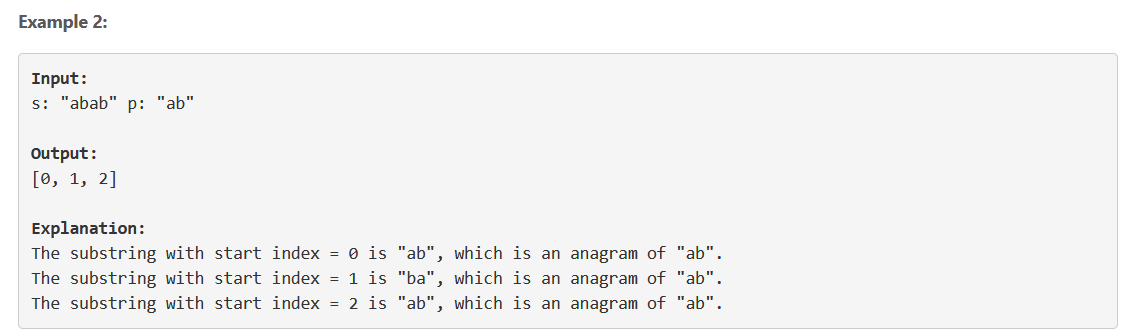 Example 2:
Input:
s: "abab" p: "ab"
Output:
[0, 1, 2]
Explanation:
The substring with start index = 0 is "ab", which is an anagram of "ab".
The substring with start index = 1 is "ba", which is an anagram of "ab".
The substring with start index = 2 is "ab", which is an anagram of "ab".